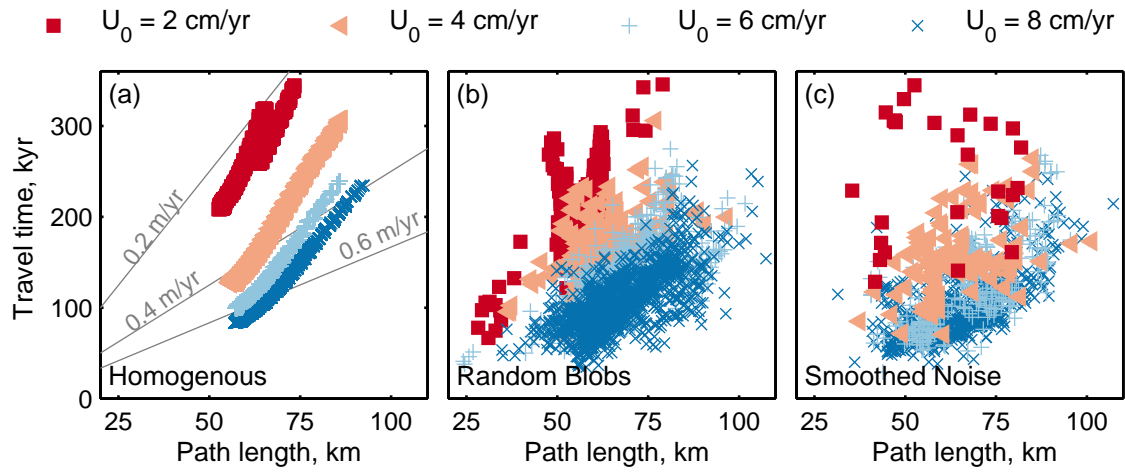 U0 = 2 cm/yr U0 = 4 cm/yr U0 = 6 cm/yr U0 = 8 cm/yr
(a) (b) (c)
Travel time, kyr
300
200
100
0
0.2 m/yr
0.4 m/yr
0.6 m/yr
Homogenous Random Blobs Smoothed Noise
25 50 75 100 25 50 75 100 25 50 75 100
Path length, km Path length, km Path length, km